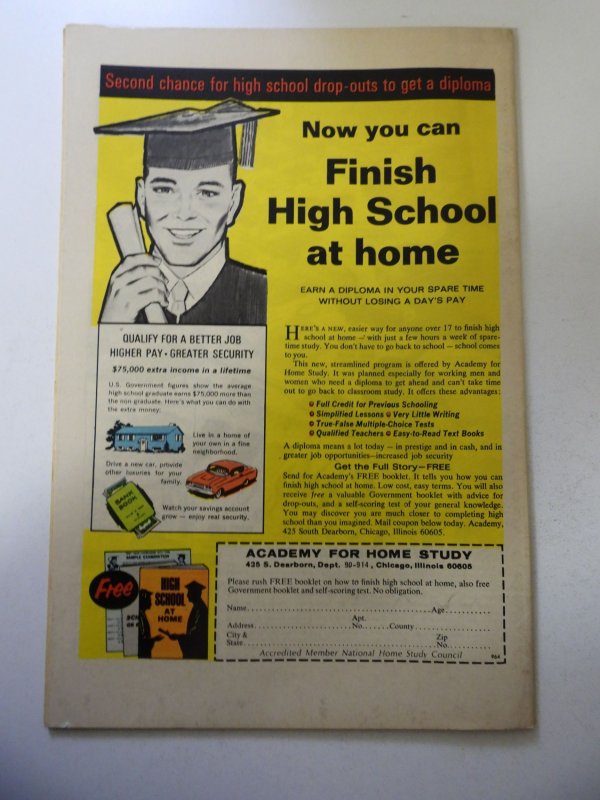 Second chance for high school drop-outs to get a diploma
Now you can
Finish
High School
at home
EARN A DIPLOMA IN YOUR SPARE TIME
WITHOUT LOSING A DAY'S PAY
HERE'S A NEW, easier way for anyone over 17 to finish high
school at home — with just a few hours a week of spare-
time study. You don't have to go back to school — school comes
to you.
This new, streamlined program is offered by Academy for
Home Study. It was planned especially for working men and
women who need a diploma to get ahead and can't take time
out to go back to classroom study. It offers these advantages:
Full Credit for Previous Schooling
Simplified Lessons Very Little Writing
True-False Multiple-Choice Tests
Qualified Teachers Easy-to-Read Text Books
A diploma means a lot today — in prestige and in cash, and in
greater job opportunities—increased job security
Get the Full Story—FREE
Send for Academy's FREE booklet. It tells you how you can
finish high school at home. Low cost, easy terms. You will also
receive free a valuable Government booklet with advice for
drop-outs, and a self-scoring test of your general knowledge.
You may discover you are much closer to completing high
school than you imagined. Mail coupon below today. Academy,
425 South Dearborn, Chicago, Illinois 60605.
QUALIFY FOR A BETTER JOB
HIGHER PAY • GREATER SECURITY
$75,000 extra income in a lifetime
U.S. Government figures show the average
high school graduate earns $75,000 more than
the non graduate. Here's what you can do with
the extra money:
Live in a home of
your own in a fine
neighborhood.
Drive a new car, provide
other luxuries for your
family.
BANK
BOOK
Watch your savings account
grow — enjoy real security.
Free
SAMPLE EXAMINATION
HIGH
SCHOOL
AT
HOME
ACADEMY FOR HOME STUDY
425 S. Dearborn, Dept. 90-914, Chicago, Illinois 60605
Please rush FREE booklet on how to finish high school at home, also free
Government booklet and self-scoring test. No obligation.
Name Age
Address Apt. No. County
City & State Zip No.
Accredited Member National Home Study Council